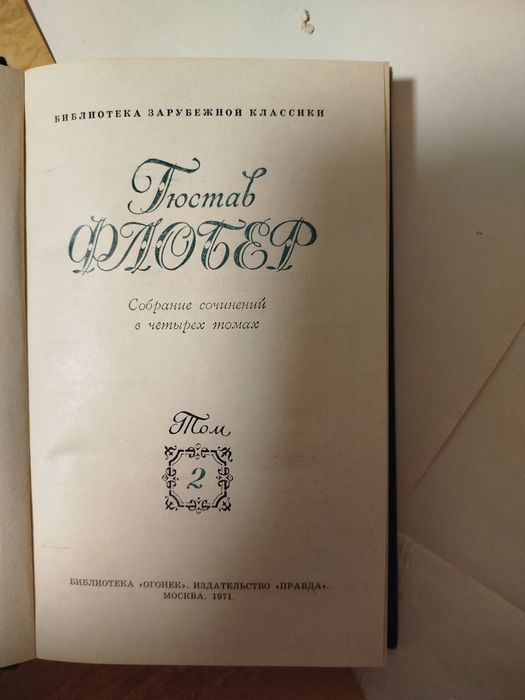 БИБЛИОТЕКА ЗАРУБЕЖНОЙ КЛАССИКИ
Гюстав
ФЛОБЕР
Собрание сочинений
в четырех томах
Том
2
БИБЛИОТЕКА «ОГОНЕК». ИЗДАТЕЛЬСТВО «ПРАВДА».
МОСКВА. 1971.